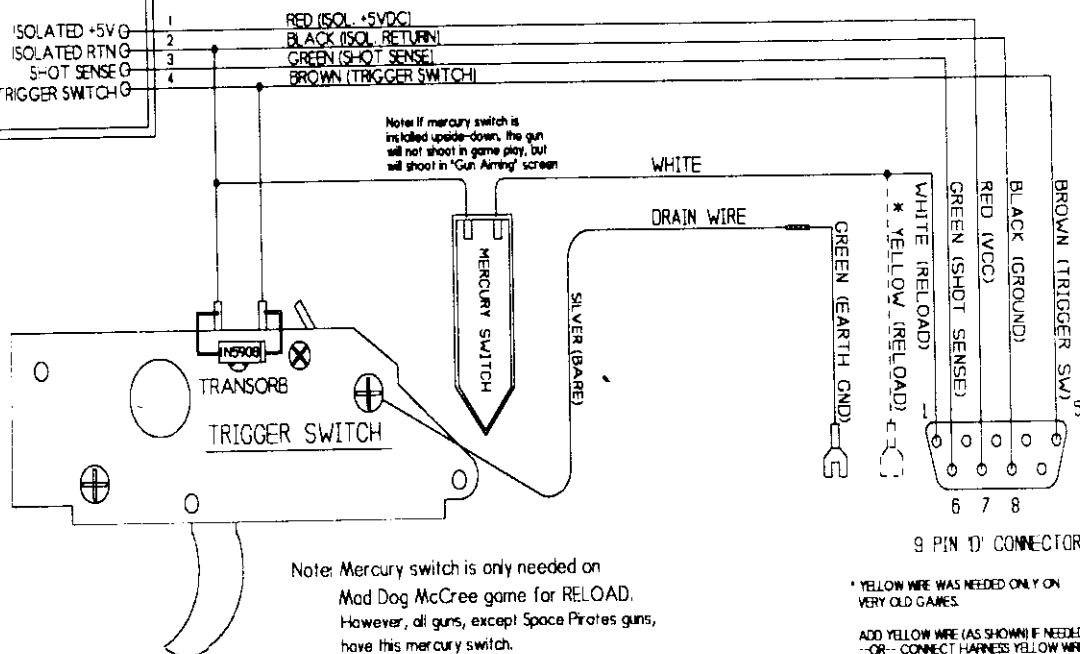 ISOLATED +5V
ISOLATED RTN
SHOT SENSE
TRIGGER SWITCH
1
2
3
4
RED (ISOL. +5VDC)
BLACK (ISOL. RETURN)
GREEN (SHOT SENSE)
BROWN (TRIGGER SWITCH)
Note: If mercury switch is
installed upside-down, the gun
will not shoot in game play, but
will shoot in "Gun Aiming" screen
WHITE
DRAIN WIRE
MERCURY SWITCH
SILVER (BARE)
GREEN (EARTH GND)
* YELLOW (RELOAD)
WHITE (RELOAD)
GREEN (SHOT SENSE)
RED (VCC)
BLACK (GROUND)
BROWN (TRIGGER SW)
1
5
6 7 8
9 PIN 'D' CONNECTOR
1N5908
TRANSORB
TRIGGER SWITCH
Note: Mercury switch is only needed on
Mad Dog McCree game for RELOAD.
However, all guns, except Space Pirates guns,
have this mercury switch.
* YELLOW WIRE WAS NEEDED ONLY ON
VERY OLD GAMES.
ADD YELLOW WIRE (AS SHOWN) IF NEEDED
--OR-- CONNECT HARNESS YELLOW WIRE